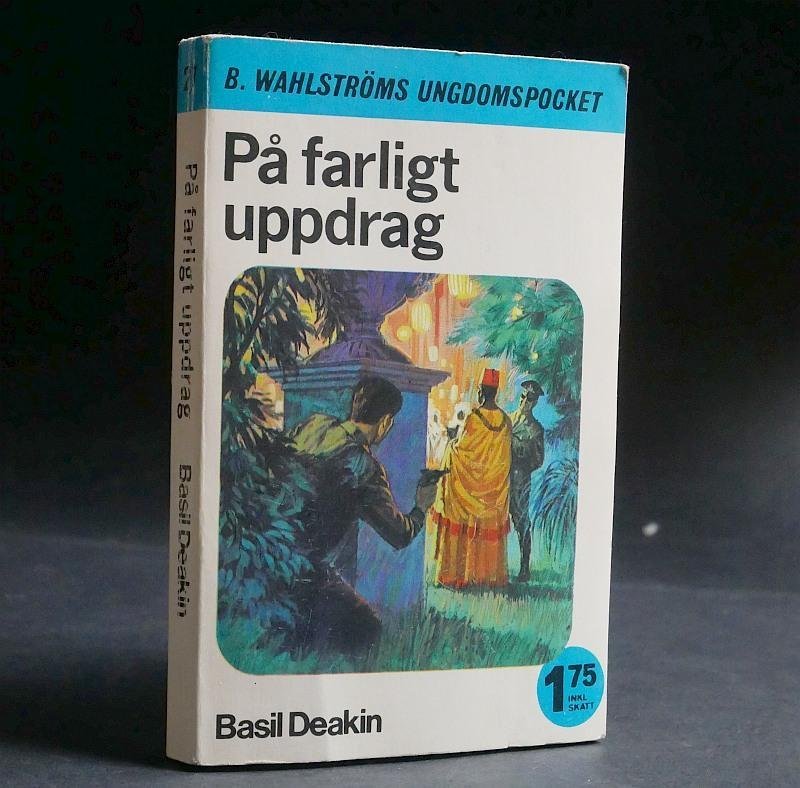 B. WAHLSTRÖMS UNGDOMSPOCKET
På farligt
uppdrag
1 75
INKL
SKATT
Basil Deakin
På farligt uppdrag Basil Deakin